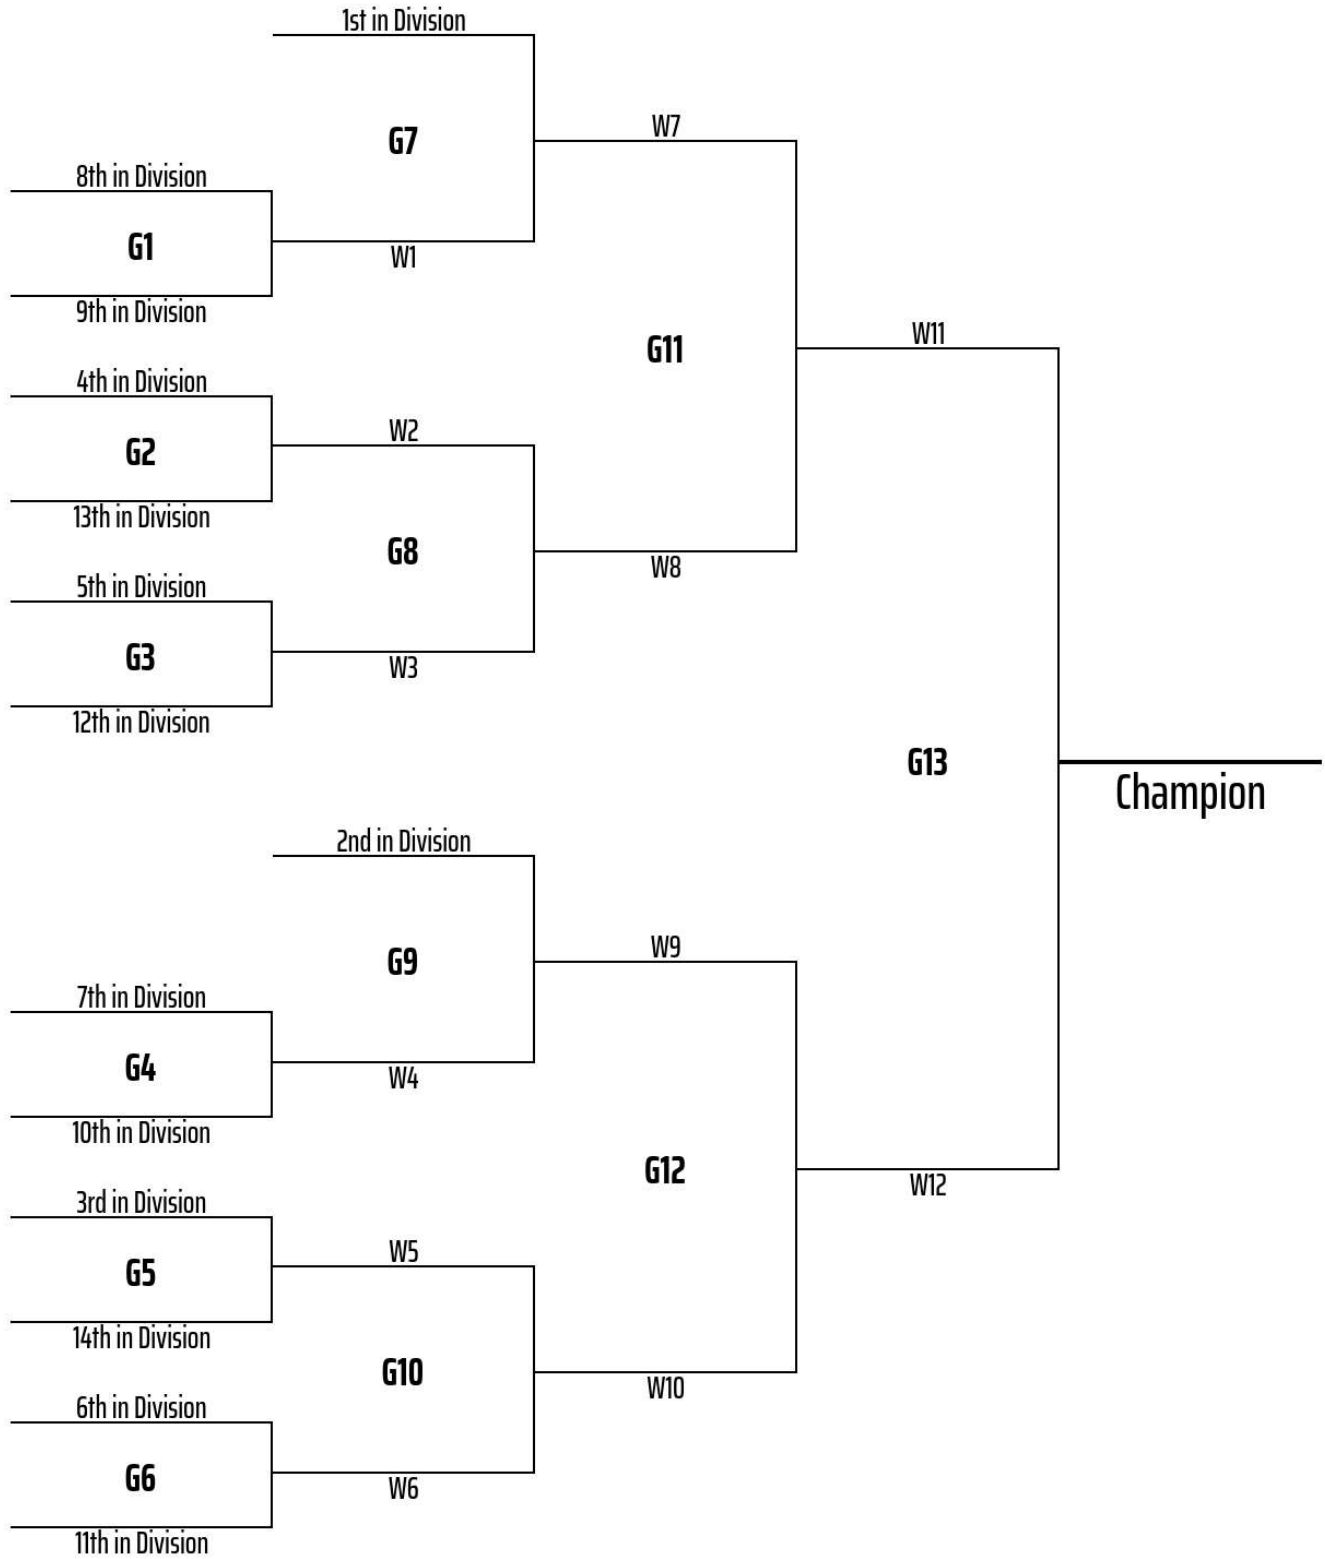 1st in Division
G7
W7
8th in Division
G1
W1
9th in Division
W11
G11
4th in Division
W2
G2
13th in Division
G8
W8
5th in Division
G3
W3
12th in Division
G13
Champion
2nd in Division
G9
W9
7th in Division
G4
W4
10th in Division
G12
W12
3rd in Division
W5
G5
14th in Division
G10
W10
6th in Division
G6
W6
11th in Division